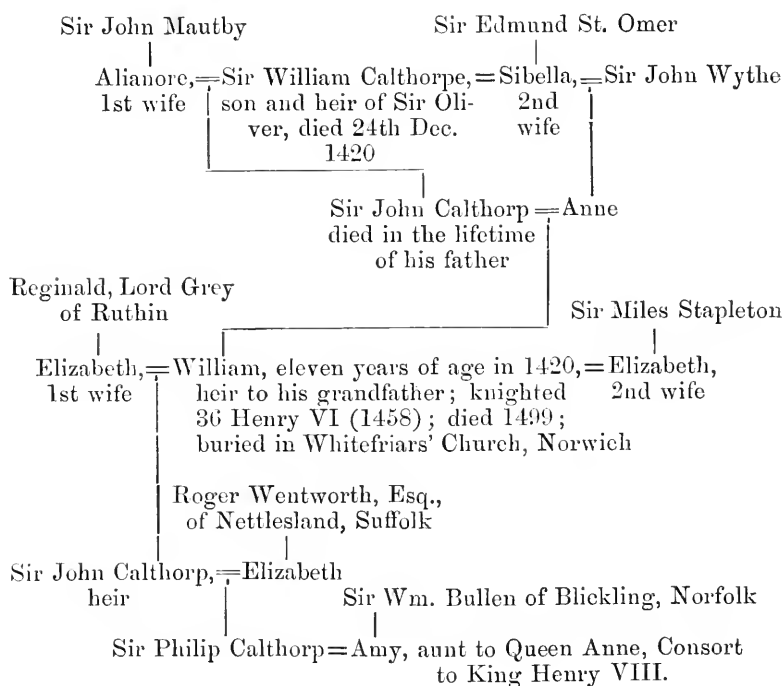 Sir John Mautby
Sir Edmund St. Omer
Alianore,=Sir William Calthorpe,=Sibella,=Sir John Wythe
1st wife son and heir of Sir Oli- 2nd
ver, died 24th Dec. wife
1420
Sir John Calthorp=Anne
died in the lifetime
of his father
Reginald, Lord Grey
of Ruthin
Sir Miles Stapleton
Elizabeth,=William, eleven years of age in 1420,=Elizabeth,
1st wife heir to his grandfather; knighted 2nd wife
36 Henry VI (1458); died 1499;
buried in Whitefriars' Church, Norwich
Roger Wentworth, Esq.,
of Nettlesland, Suffolk
Sir John Calthorp,=Elizabeth
heir
Sir Wm. Bullen of Blickling, Norfolk
Sir Philip Calthorp=Amy, aunt to Queen Anne, Consort
to King Henry VIII.